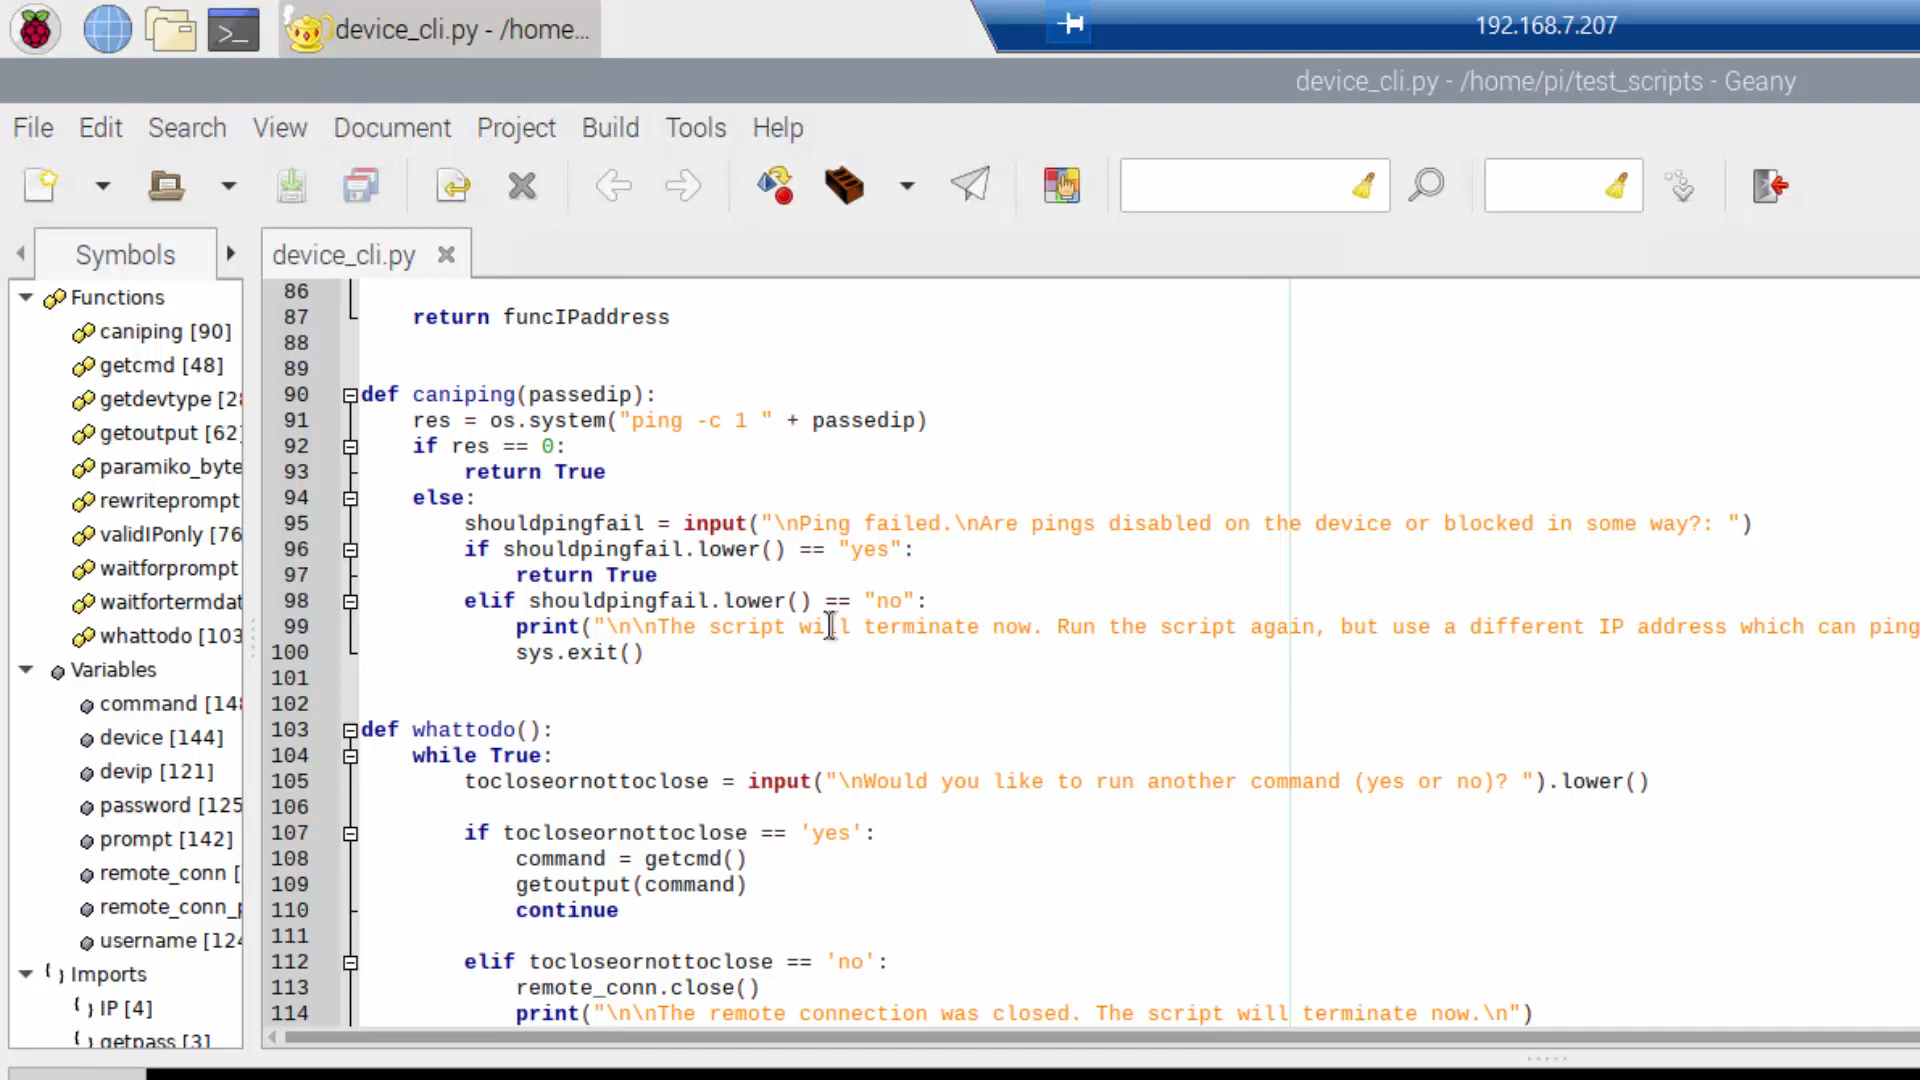 device_cli.py - /home...
192.168.7.207
device_cli.py - /home/pi/test_scripts - Geany
File Edit Search View Document Project Build Tools Help
Symbols
device_cli.py
Functions
caniping [90]
getcmd [48]
getdevtype [28
getoutput [62]
paramiko_byte
rewriteprompt
validIPonly [76
waitforprompt
waitfortermdat
whattodo [103
Variables
command [148
device [144]
devip [121]
password [125
prompt [142]
remote_conn [
remote_conn_p
username [124
Imports
IP [4]
getpass [3]
86
87     return funcIPaddress
88
89
90 def caniping(passedip):
91     res = os.system("ping -c 1 " + passedip)
92     if res == 0:
93         return True
94     else:
95         shouldpingfail = input("\nPing failed.\nAre pings disabled on the device or blocked in some way?: ")
96         if shouldpingfail.lower() == "yes":
97             return True
98         elif shouldpingfail.lower() == "no":
99             print("\n\nThe script will terminate now. Run the script again, but use a different IP address which can ping
100             sys.exit()
101
102
103 def whattodo():
104     while True:
105         tocloseornottoclose = input("\nWould you like to run another command (yes or no)? ").lower()
106
107         if tocloseornottoclose == 'yes':
108             command = getcmd()
109             getoutput(command)
110             continue
111
112         elif tocloseornottoclose == 'no':
113             remote_conn.close()
114             print("\n\nThe remote connection was closed. The script will terminate now.\n")